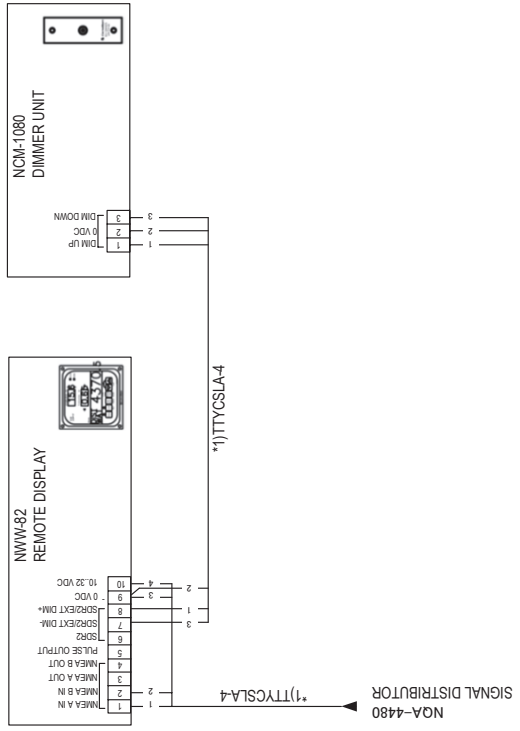 NCM-1080
DIMMER UNIT
DIM DOWN 3 3
0 VDC 2 2
DIM UP 1 1
NWW-82
REMOTE DISPLAY
10..32 VDC 10 4
0 VDC 9 3 2
SDR2/EXT DIM+ 8 1
SDR2/EXT DIM- 7 3
SDR2 6
PULSE OUTPUT 5
NMEA B OUT 4
NMEA A OUT 3
NMEA B IN 2 2
NMEA A IN 1 1
*1)TTYCSLA-4
*1)TTYCSLA-4
NQA-4480
SIGNAL DISTRIBUTOR